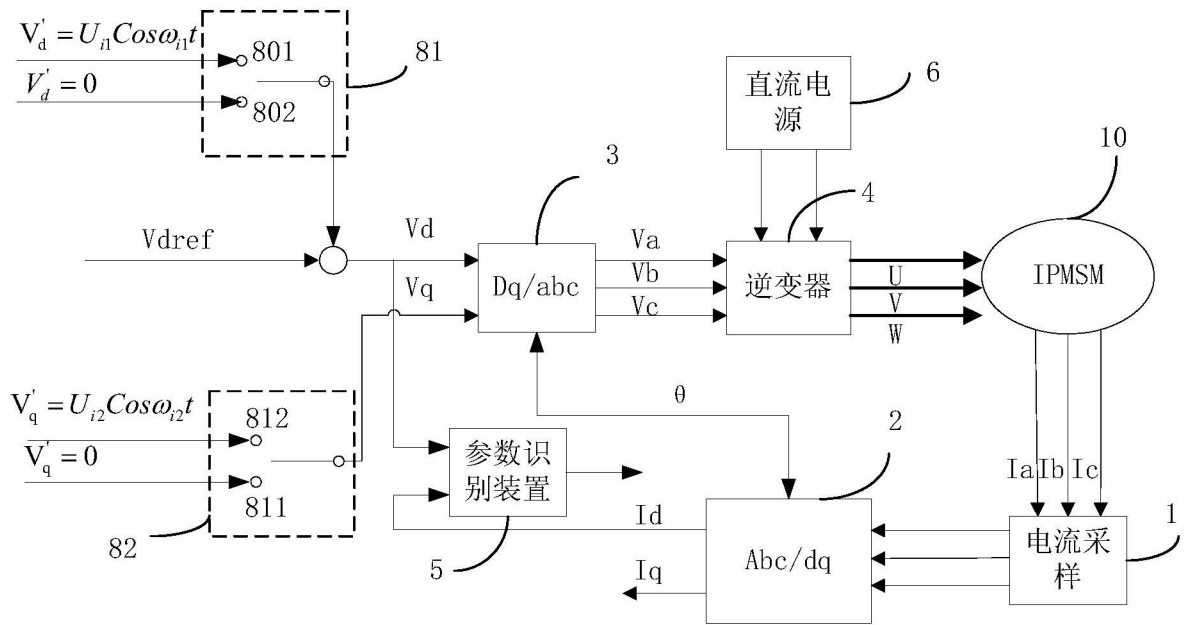 V'd = Ui1Cosωi1t
801
81
V'd = 0
802
直流电
源
6
3
4
10
Vdref
Vd
Vq
Dq/abc
Va
Vb
Vc
逆变器
U
V
W
IPMSM
θ
2
V'q = Ui2Cosωi2t
812
V'q = 0
811
82
参数识
别装置
5
Id
Iq
Abc/dq
Ia
Ib
Ic
电流采
样
1